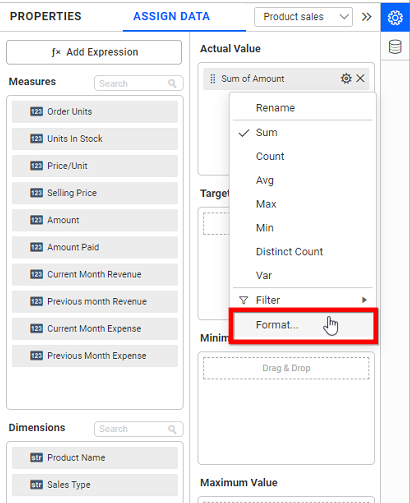 PROPERTIES
ASSIGN DATA
Product sales
ƒx Add Expression
Measures
Search
123 Order Units
123 Units In Stock
123 Price/Unit
123 Selling Price
123 Amount
123 Amount Paid
123 Current Month Revenue
123 Previous month Revenue
123 Current Month Expense
123 Previous Month Expense
Dimensions
Search
str Product Name
str Sales Type
Actual Value
Sum of Amount
Rename
Sum
Count
Avg
Max
Min
Distinct Count
Var
Filter
Format...
Target
Minim
Drag & Drop
Maximum Value